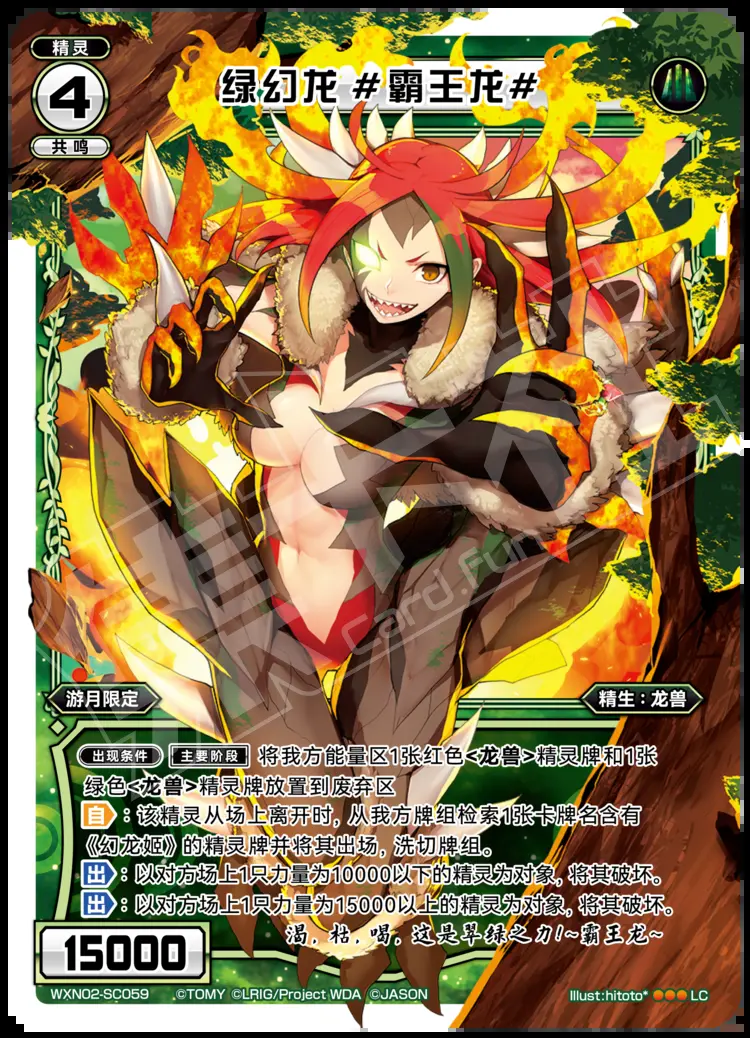 精灵
4
共鸣
绿幻龙 #霸王龙#
Card.fun
游月限定
精生：龙兽
出现条件 主要阶段 将我方能量区1张红色<龙兽>精灵牌和1张
绿色<龙兽>精灵牌放置到废弃区
自：该精灵从场上离开时，从我方牌组检索1张卡牌名含有
《幻龙姬》的精灵牌并将其出场，洗切牌组。
出：以对方场上1只力量为10000以下的精灵为对象，将其破坏。
出：以对方场上1只力量为15000以上的精灵为对象，将其破坏。
渴，枯，喝，这是翠绿之力！~霸王龙~
15000
WXN02-SC059 ©TOMY ©LRIG/Project WDA ©JASON
Illust:hitoto* LC